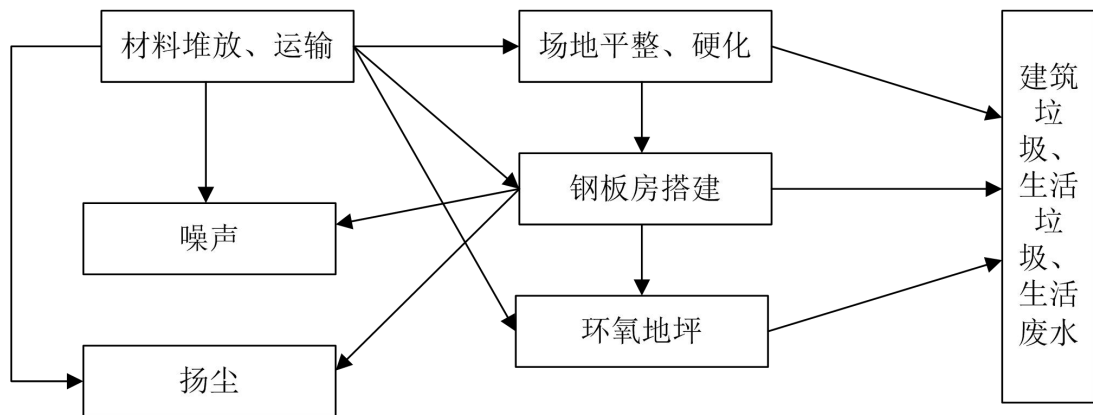 材料堆放、运输
场地平整、硬化
建筑
垃
圾、
生活
垃
圾、
生活
废水
钢板房搭建
噪声
环氧地坪
扬尘